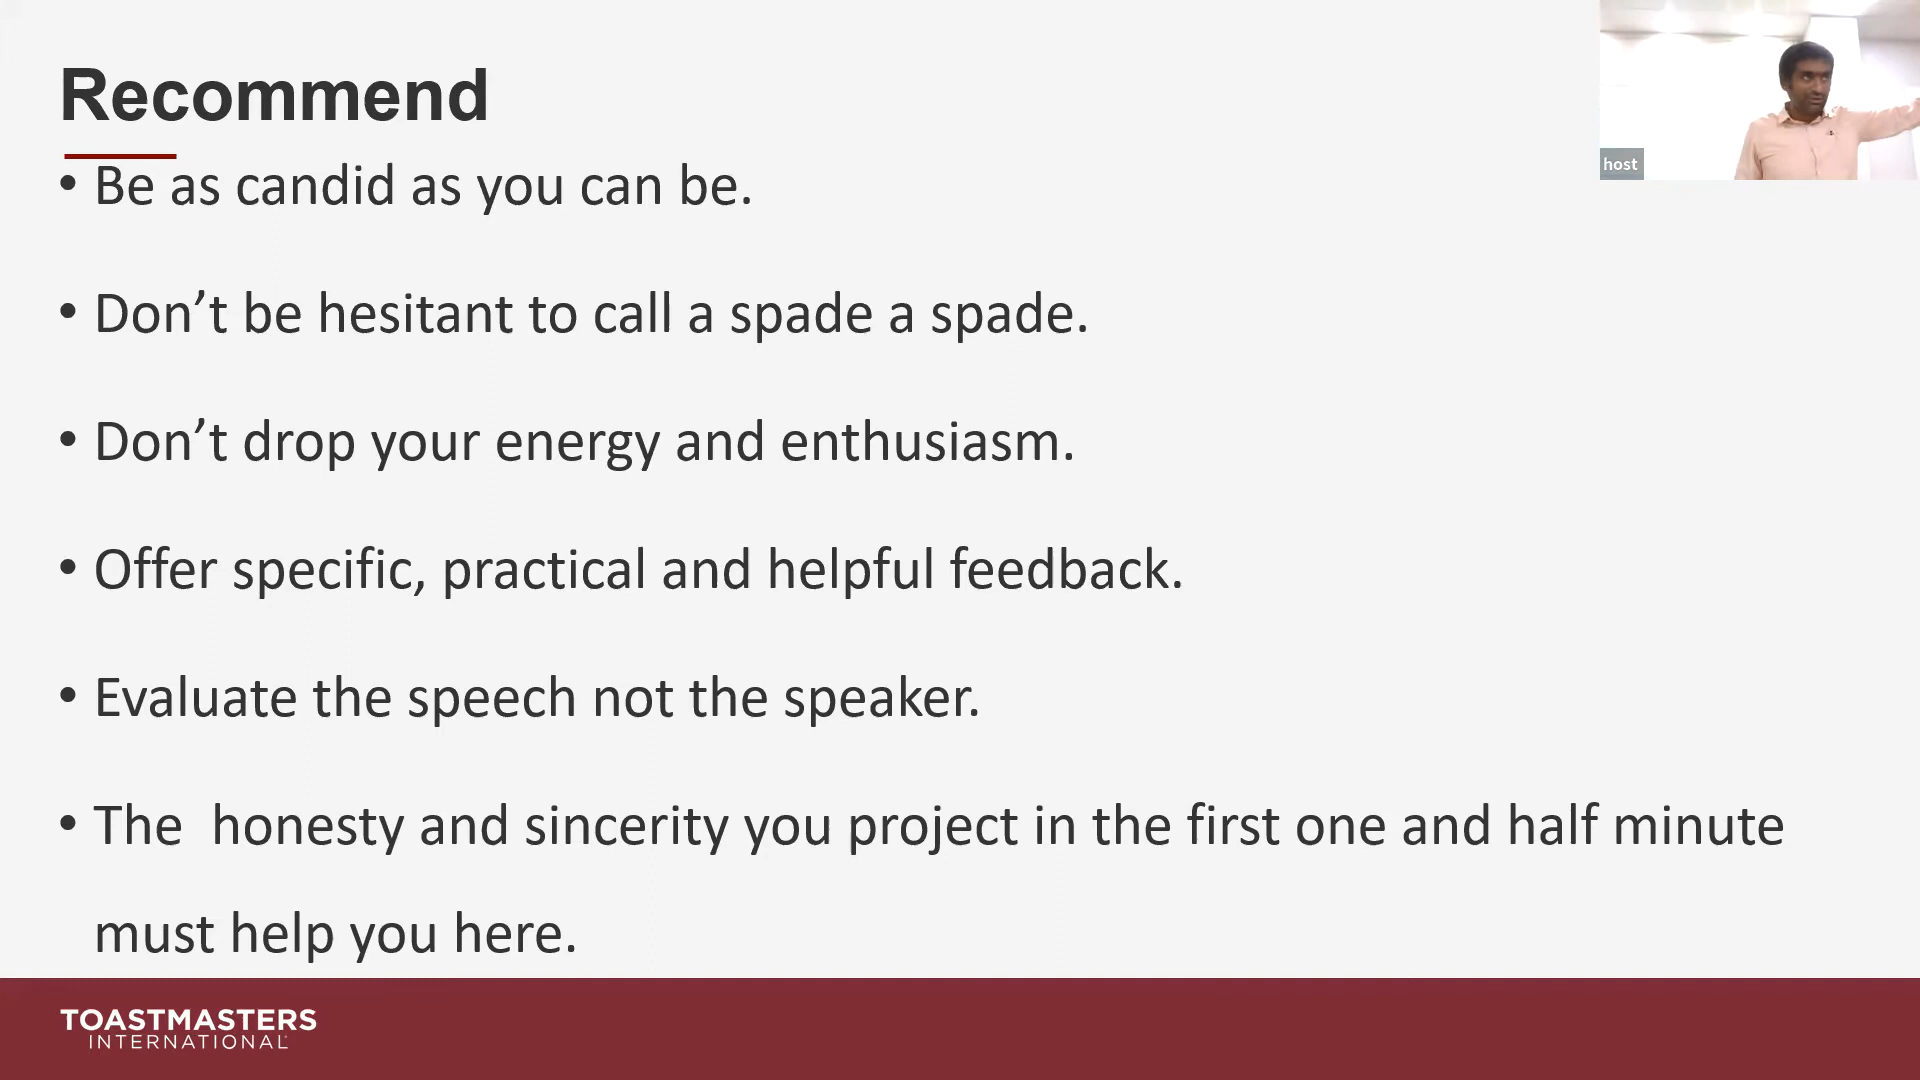 Recommend
host
• Be as candid as you can be.
• Don’t be hesitant to call a spade a spade.
• Don’t drop your energy and enthusiasm.
• Offer specific, practical and helpful feedback.
• Evaluate the speech not the speaker.
• The  honesty and sincerity you project in the first one and half minute
must help you here.
TOASTMASTERS
INTERNATIONAL